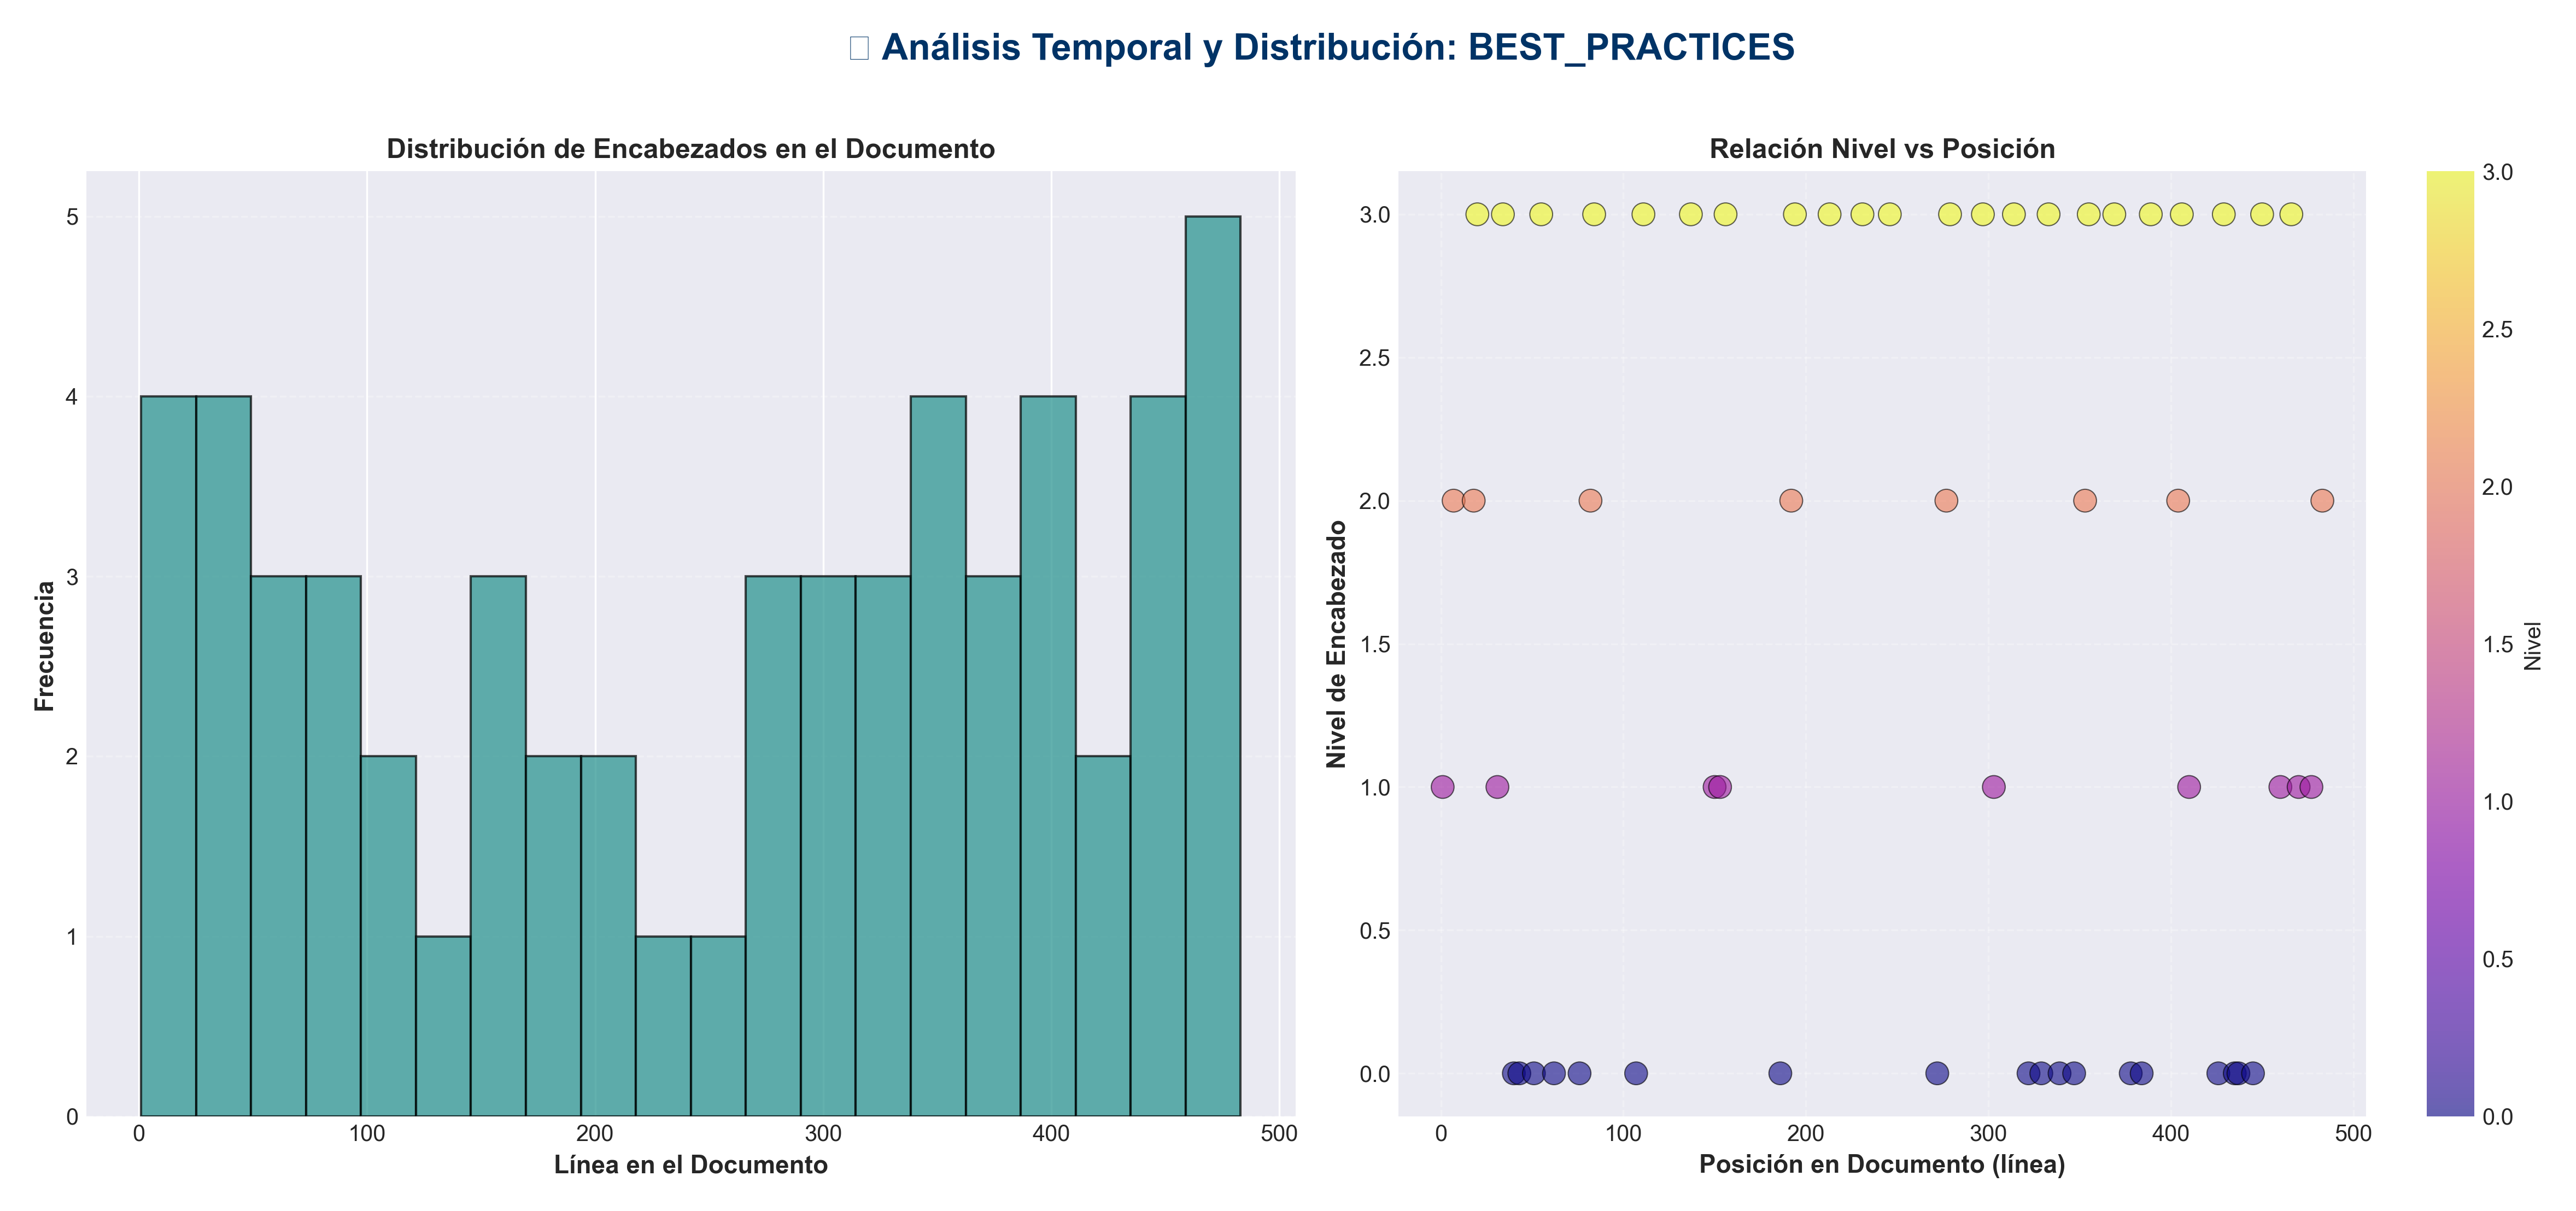 Análisis Temporal y Distribución: BEST_PRACTICES
Distribución de Encabezados en el Documento
Frecuencia
5
4
3
2
1
0
0 100 200 300 400 500
Línea en el Documento
Relación Nivel vs Posición
Nivel de Encabezado
3.0
2.5
2.0
1.5
1.0
0.5
0.0
0 100 200 300 400 500
Posición en Documento (línea)
3.0
2.5
2.0
1.5
1.0
0.5
0.0
Nivel